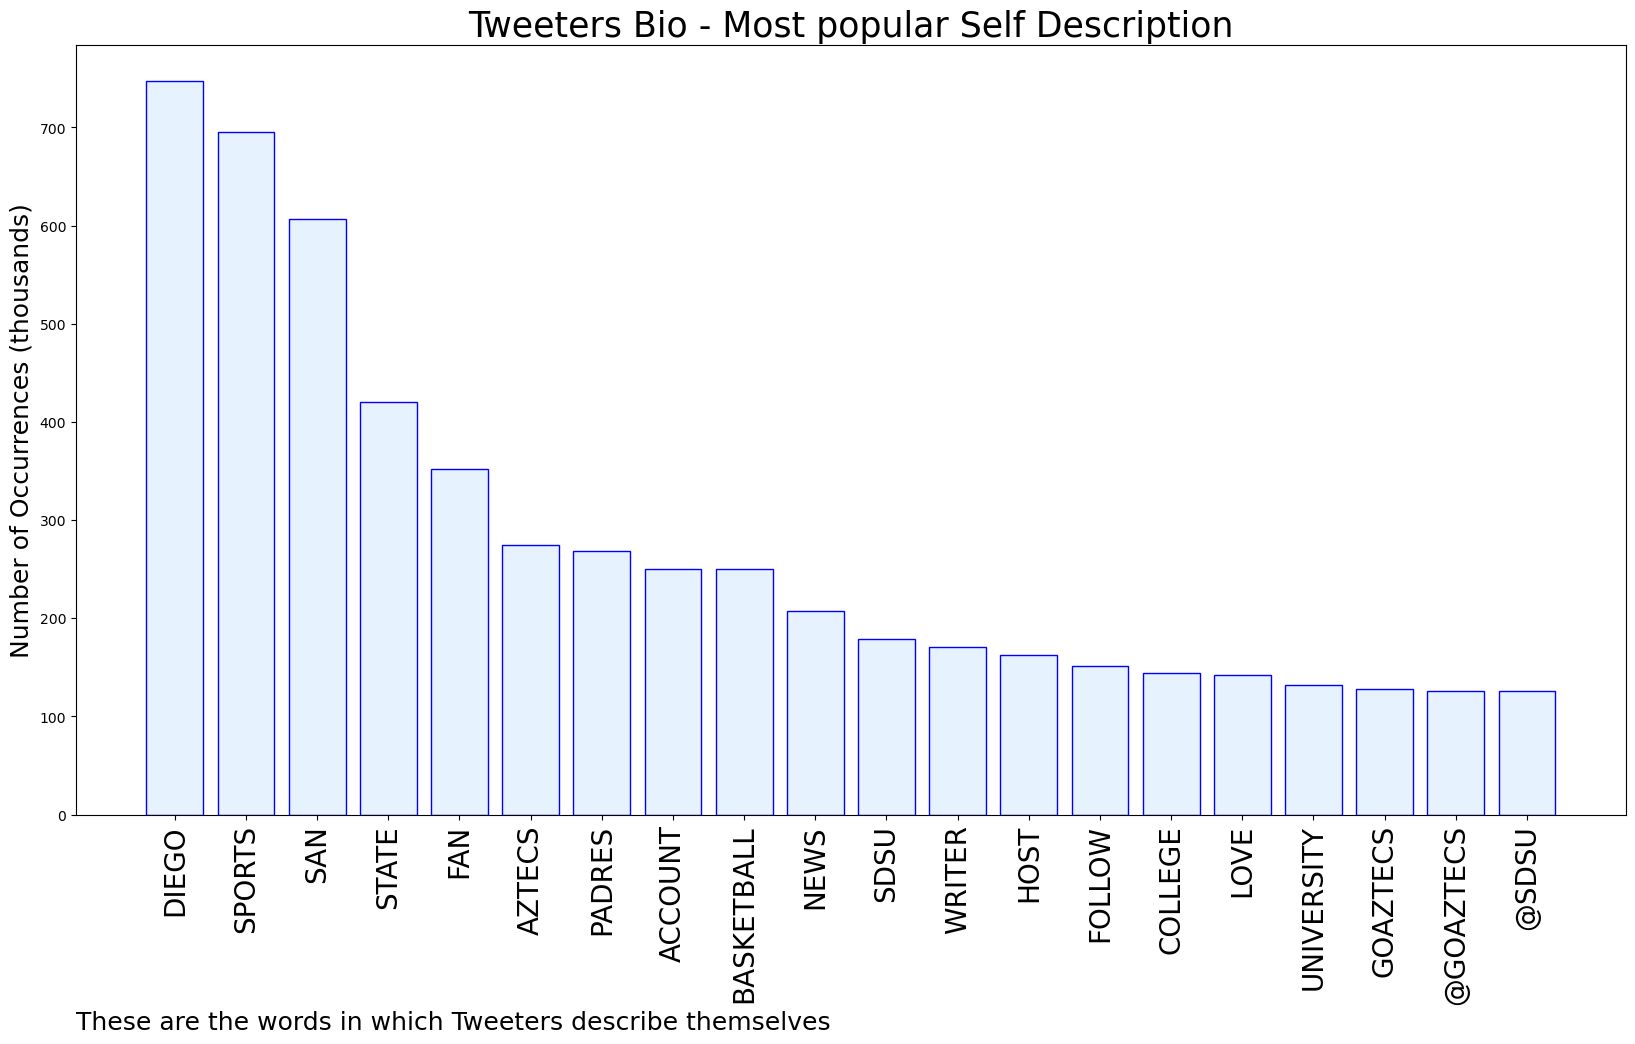 Tweeters Bio - Most popular Self Description
Number of Occurrences (thousands)
700
600
500
400
300
200
100
0
DIEGO
SPORTS
SAN
STATE
FAN
AZTECS
PADRES
ACCOUNT
BASKETBALL
NEWS
SDSU
WRITER
HOST
FOLLOW
COLLEGE
LOVE
UNIVERSITY
GOAZTECS
@GOAZTECS
@SDSU
These are the words in which Tweeters describe themselves